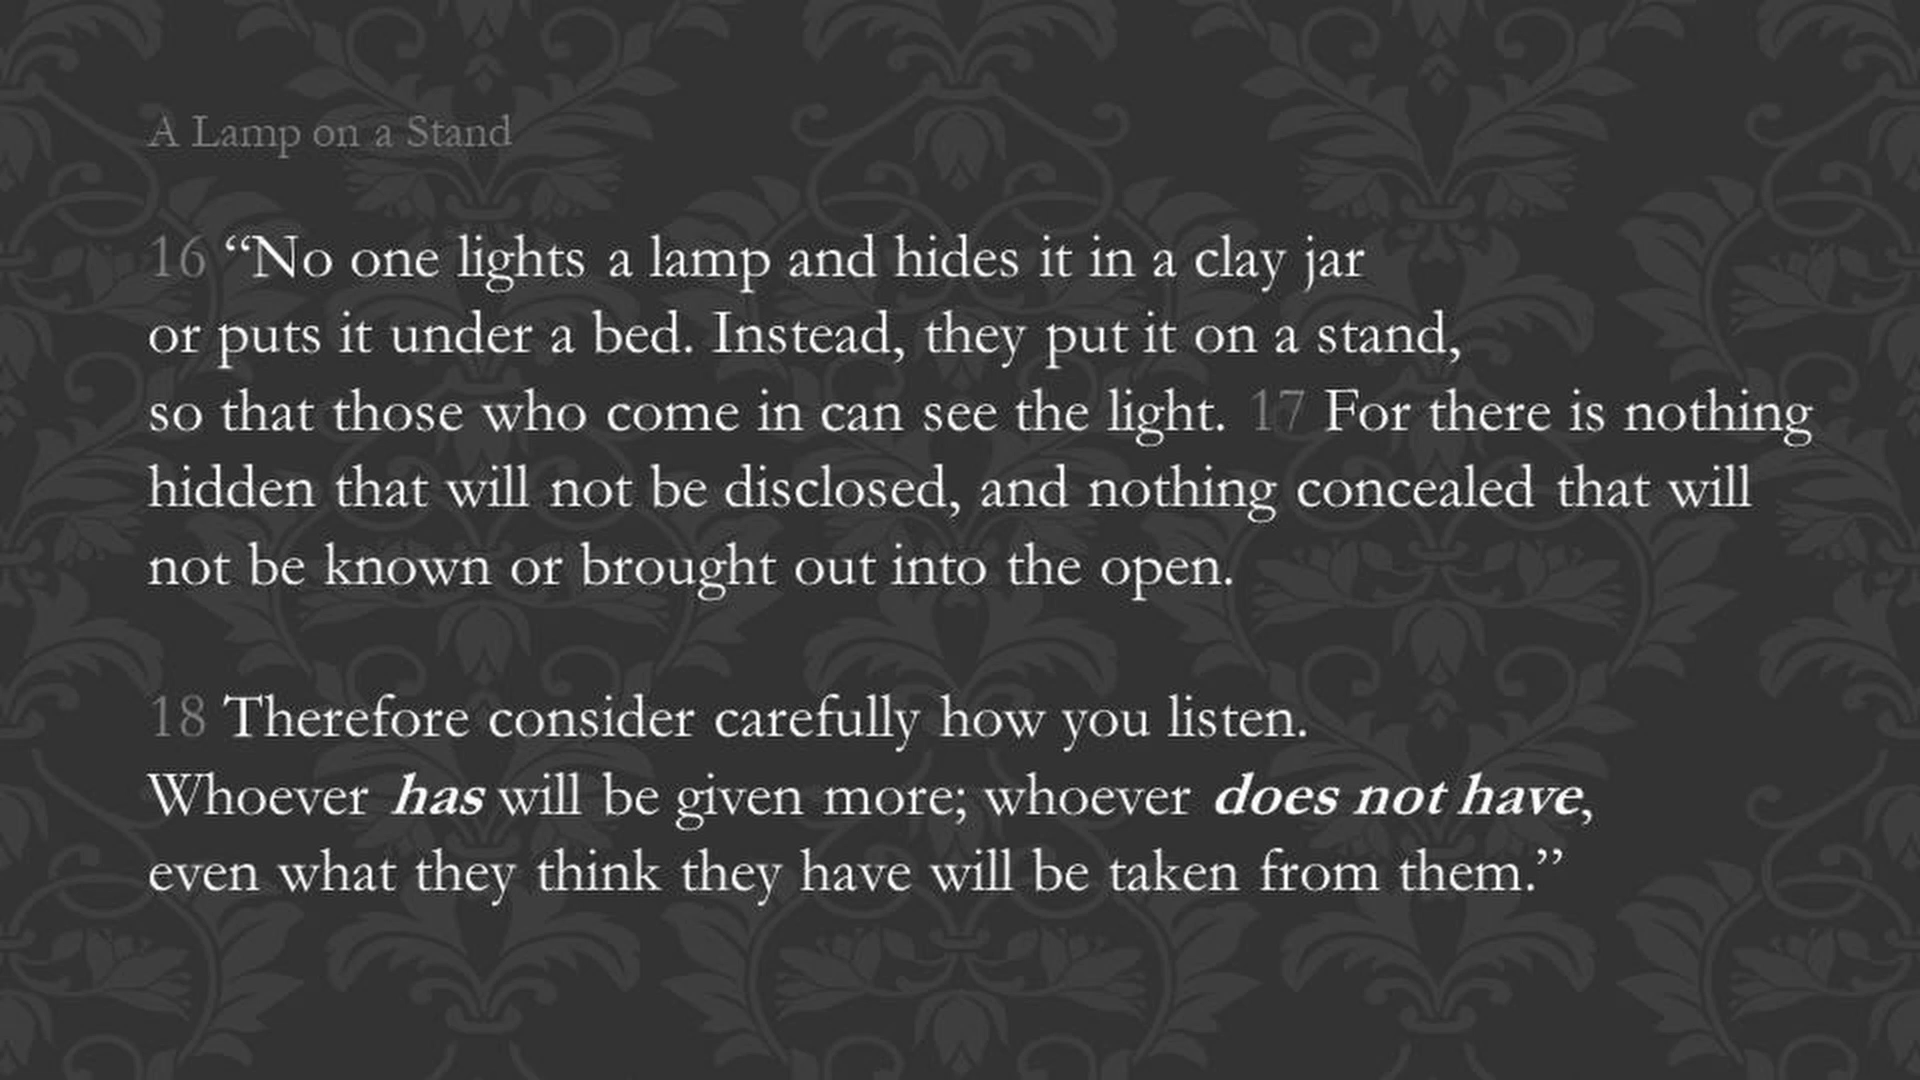 A Lamp on a Stand
16 “No one lights a lamp and hides it in a clay jar
or puts it under a bed. Instead, they put it on a stand,
so that those who come in can see the light. 17 For there is nothing
hidden that will not be disclosed, and nothing concealed that will
not be known or brought out into the open.
18 Therefore consider carefully how you listen.
Whoever has will be given more; whoever does not have,
even what they think they have will be taken from them.”